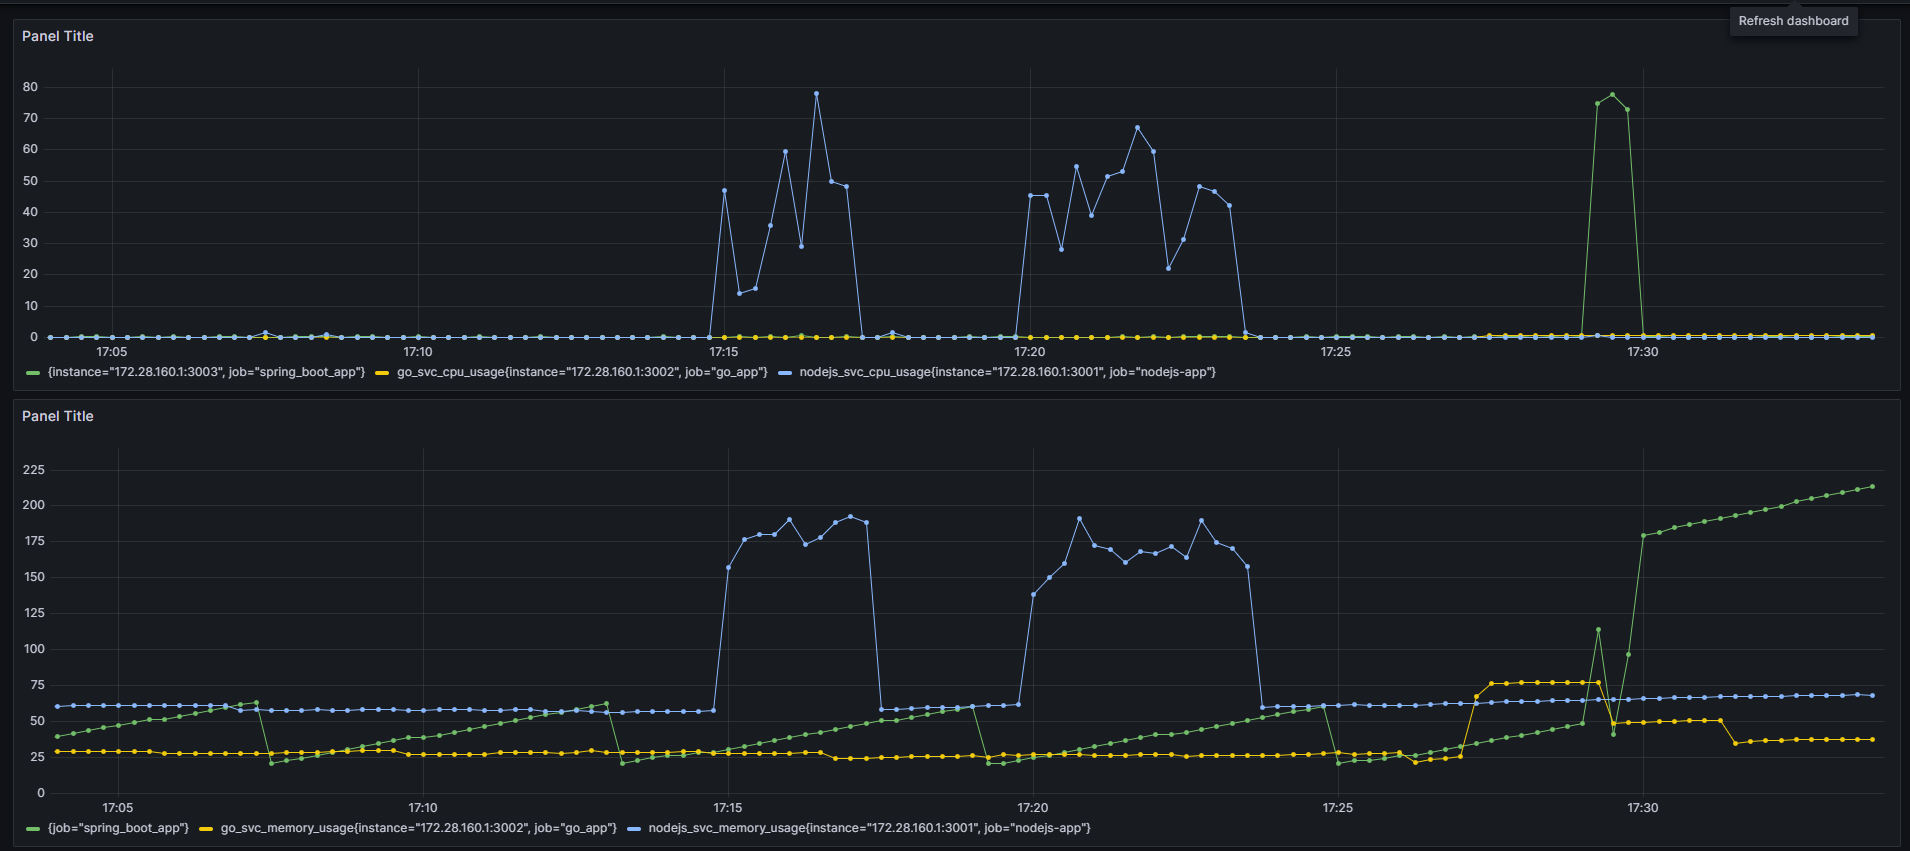 Refresh dashboard
Panel Title
80
70
60
50
40
30
20
10
0
17:05 17:10 17:15 17:20 17:25 17:30
{instance="172.28.160.1:3003", job="spring_boot_app"} go_svc_cpu_usage{instance="172.28.160.1:3002", job="go_app"} nodejs_svc_cpu_usage{instance="172.28.160.1:3001", job="nodejs-app"}
Panel Title
225
200
175
150
125
100
75
50
25
0
17:05 17:10 17:15 17:20 17:25 17:30
{job="spring_boot_app"} go_svc_memory_usage{instance="172.28.160.1:3002", job="go_app"} nodejs_svc_memory_usage{instance="172.28.160.1:3001", job="nodejs-app"}